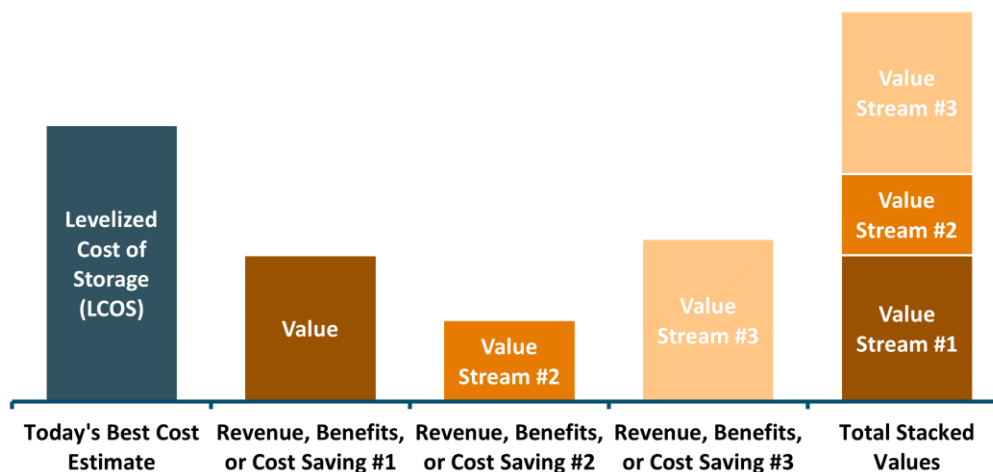 Levelized
Cost of
Storage
(LCOS)
Value
Value
Stream #2
Value
Stream #3
Value
Stream #3
Value
Stream #2
Value
Stream #1
Today's Best Cost
Estimate
Revenue, Benefits,
or Cost Saving #1
Revenue, Benefits,
or Cost Saving #2
Revenue, Benefits,
or Cost Saving #3
Total Stacked
Values